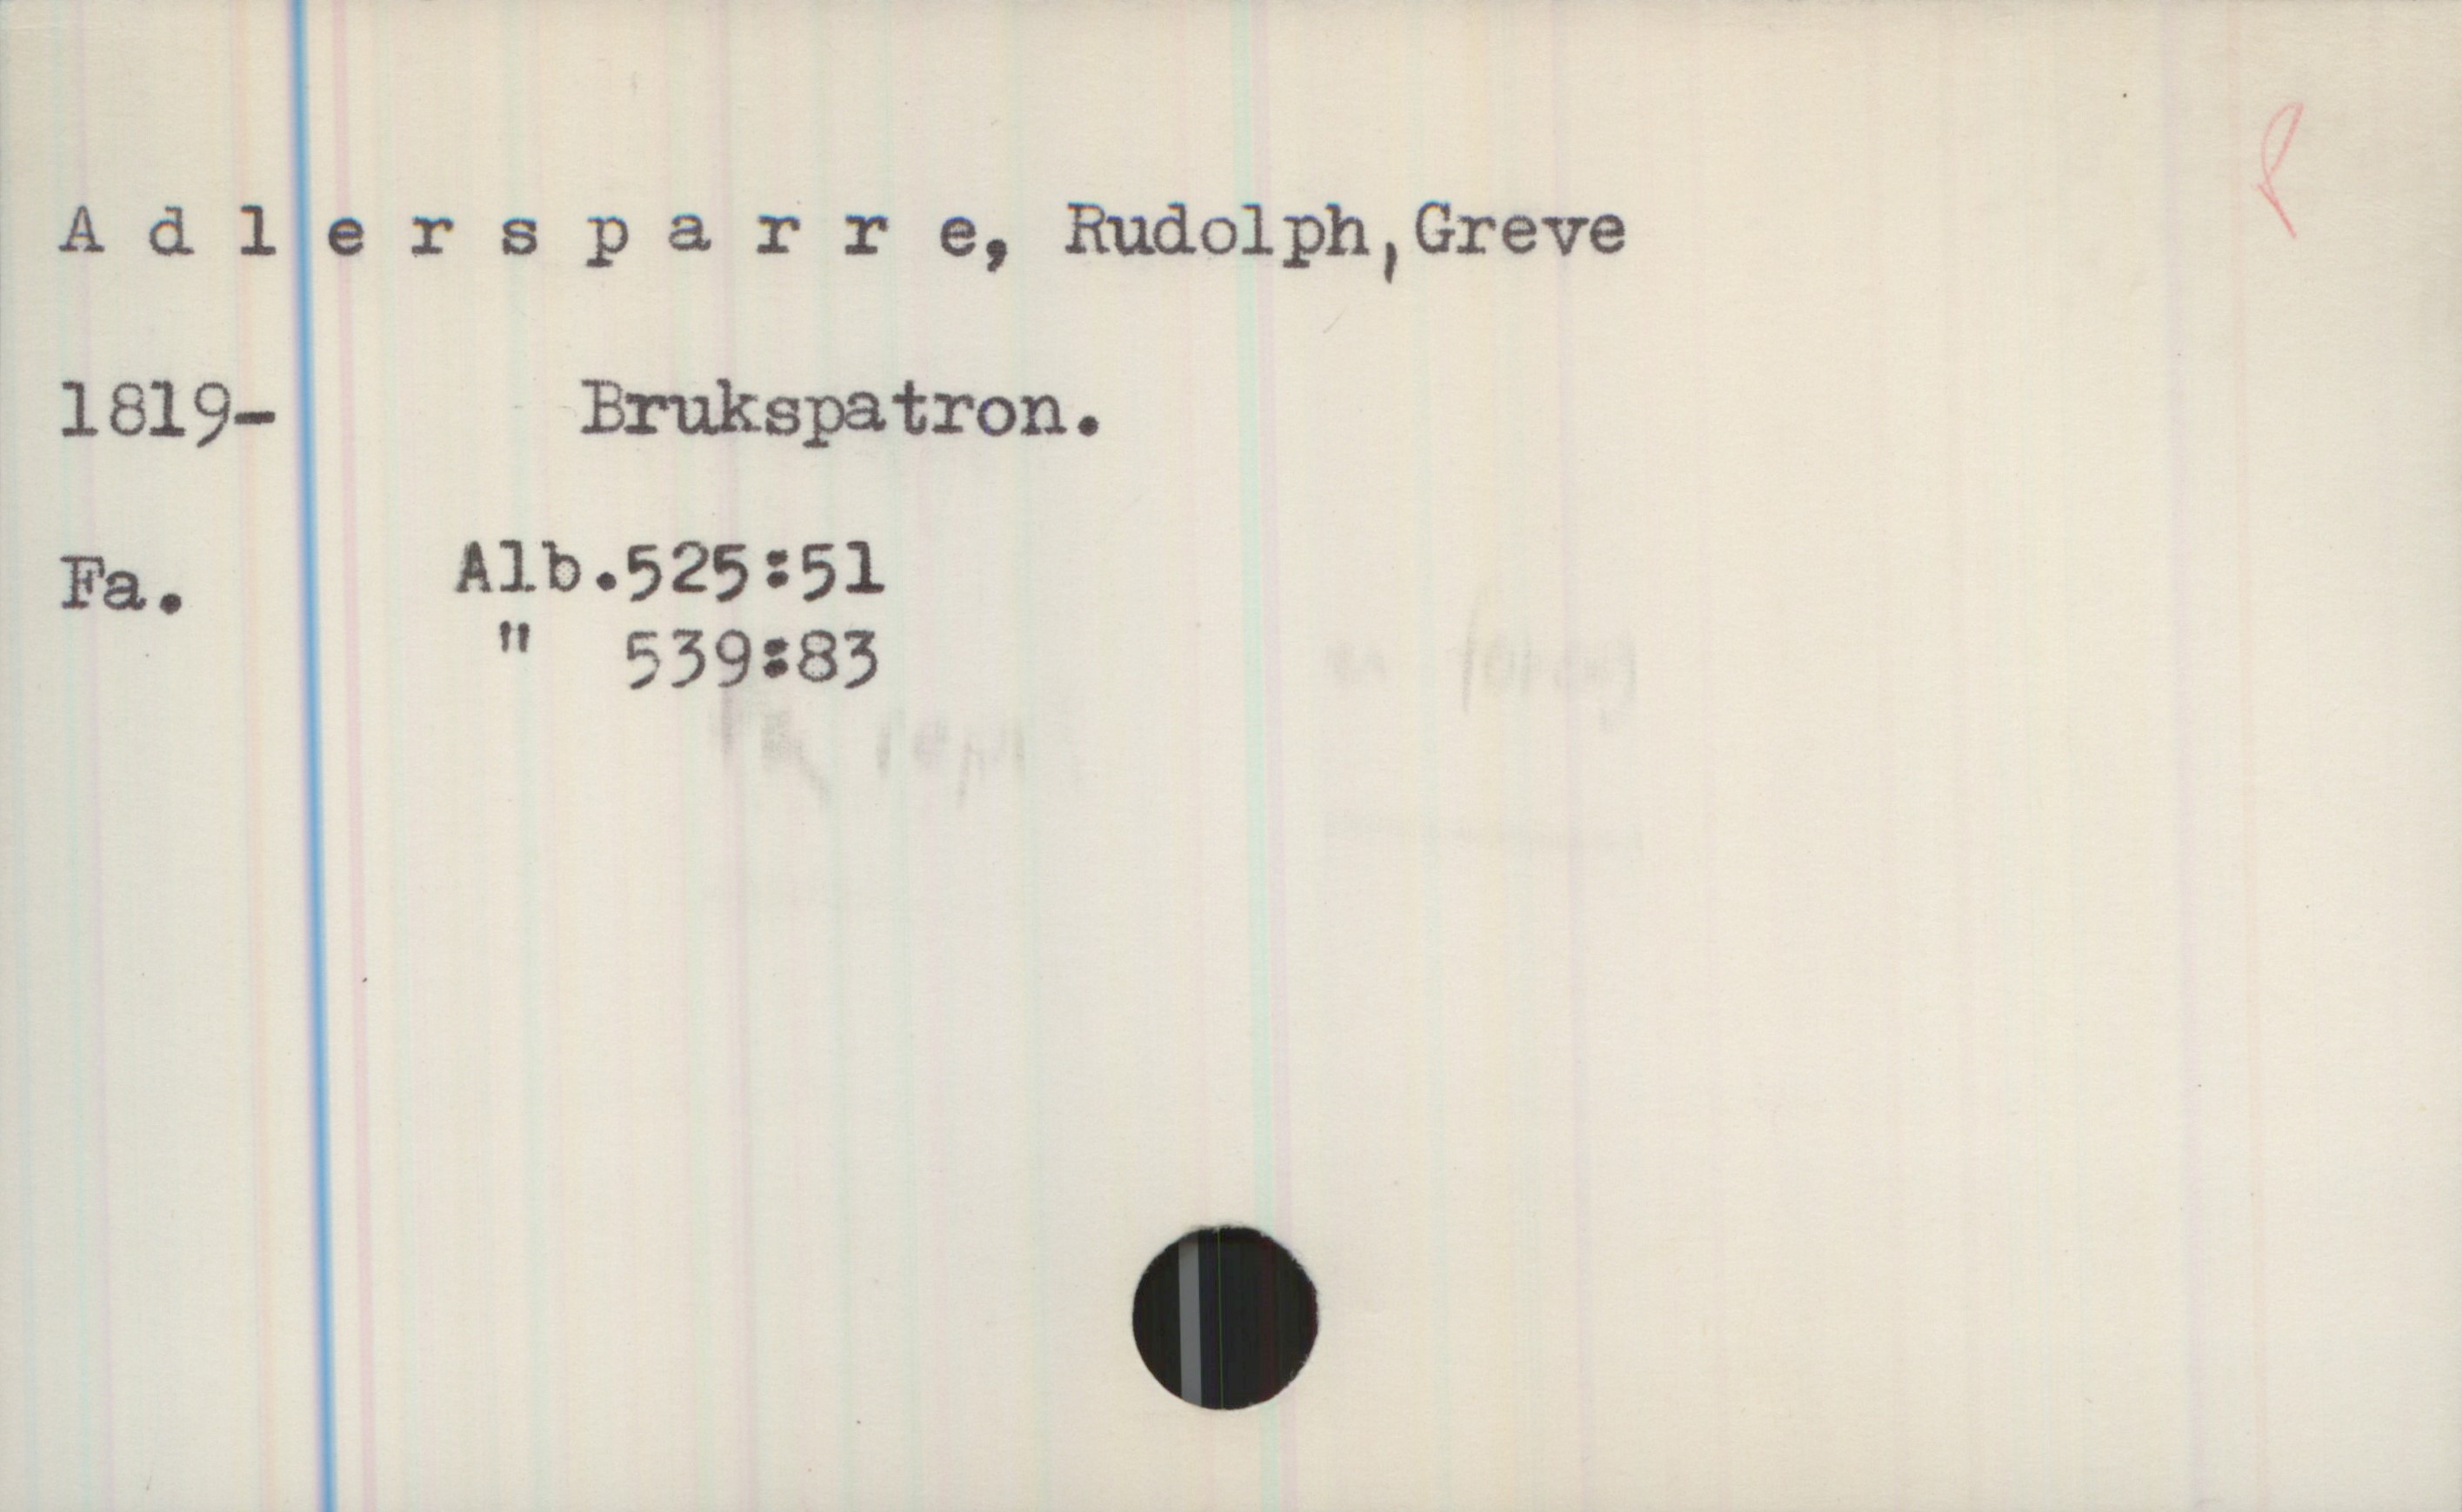 A d l e r s p a r r e, Rudolph, Greve
1819- Brukspatron.
Fa. Alb.525:51
" 539:83